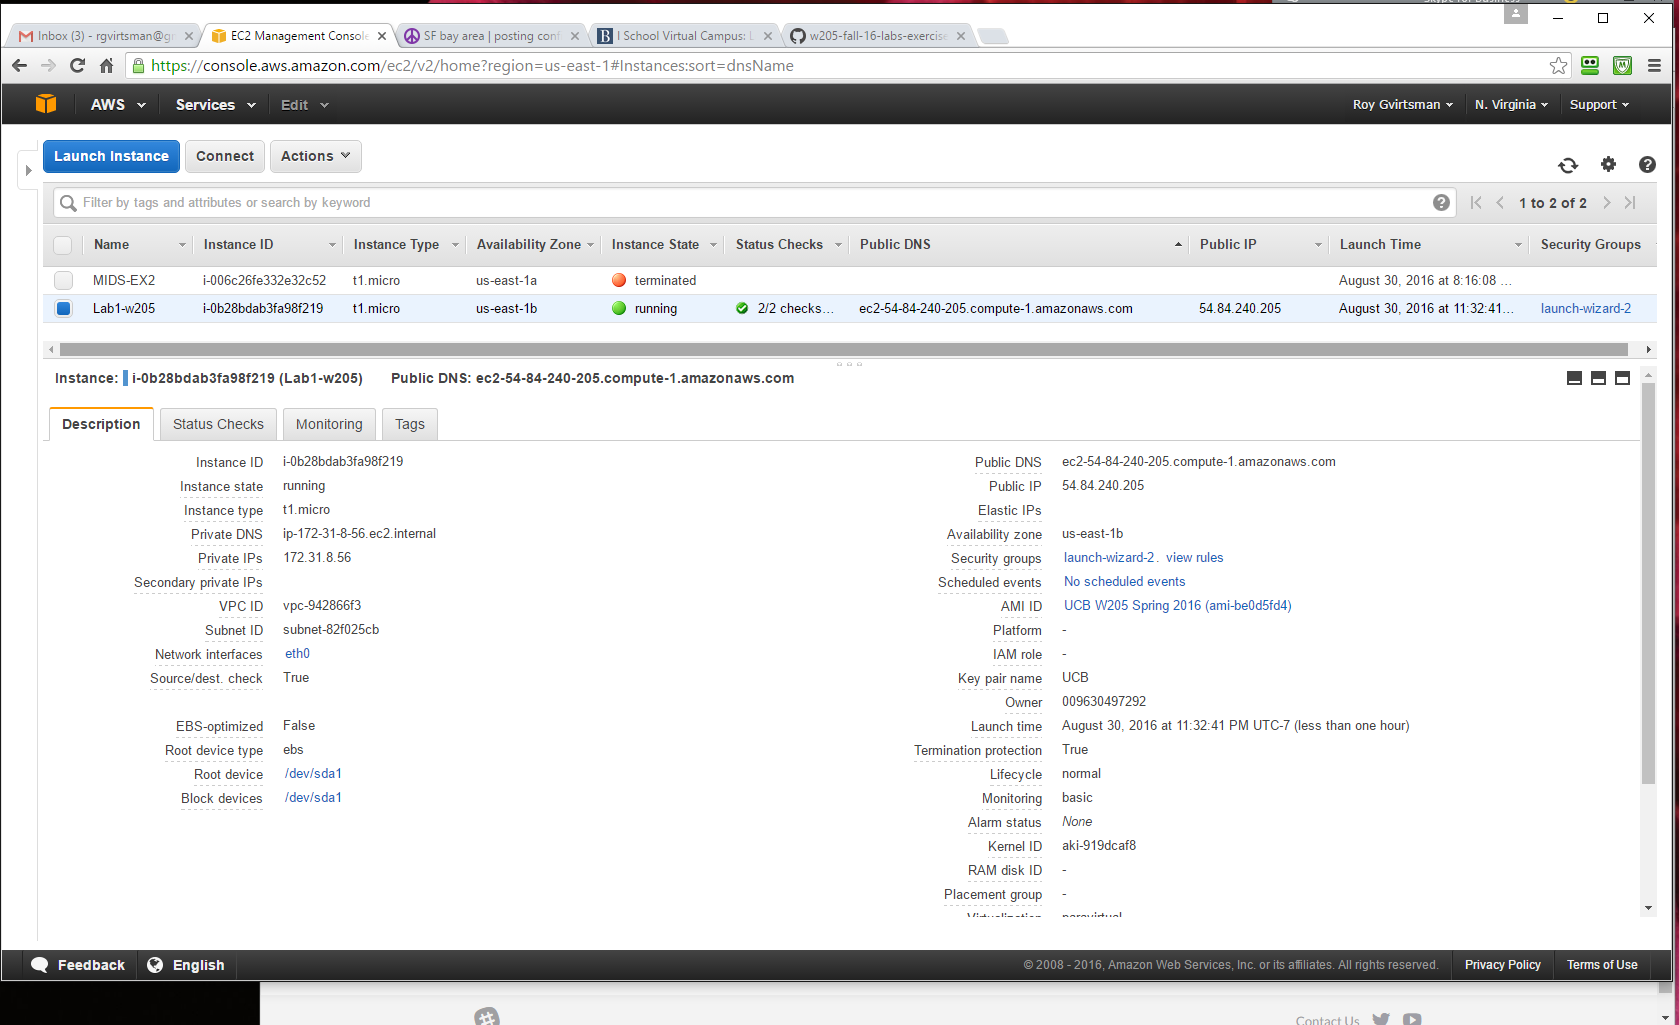 Inbox (3) - rgvirtsman@g
EC2 Management Console
SF bay area | posting conf
I School Virtual Campus:
w205-fall-16-labs-exercise
https://console.aws.amazon.com/ec2/v2/home?region=us-east-1#Instances:sort=dnsName
AWS Services Edit Roy Gvirtsman N. Virginia Support
Launch Instance Connect Actions
Filter by tags and attributes or search by keyword 1 to 2 of 2
Name Instance ID Instance Type Availability Zone Instance State Status Checks Public DNS Public IP Launch Time Security Groups
MIDS-EX2 i-006c26fe332e32c52 t1.micro us-east-1a terminated August 30, 2016 at 8:16:08 ...
Lab1-w205 i-0b28bdab3fa98f219 t1.micro us-east-1b running 2/2 checks... ec2-54-84-240-205.compute-1.amazonaws.com 54.84.240.205 August 30, 2016 at 11:32:41... launch-wizard-2
Instance: i-0b28bdab3fa98f219 (Lab1-w205) Public DNS: ec2-54-84-240-205.compute-1.amazonaws.com
Description Status Checks Monitoring Tags
Instance ID i-0b28bdab3fa98f219
Instance state running
Instance type t1.micro
Private DNS ip-172-31-8-56.ec2.internal
Private IPs 172.31.8.56
Secondary private IPs
VPC ID vpc-942866f3
Subnet ID subnet-82f025cb
Network interfaces eth0
Source/dest. check True
EBS-optimized False
Root device type ebs
Root device /dev/sda1
Block devices /dev/sda1
Public DNS ec2-54-84-240-205.compute-1.amazonaws.com
Public IP 54.84.240.205
Elastic IPs
Availability zone us-east-1b
Security groups launch-wizard-2. view rules
Scheduled events No scheduled events
AMI ID UCB W205 Spring 2016 (ami-be0d5fd4)
Platform -
IAM role -
Key pair name UCB
Owner 009630497292
Launch time August 30, 2016 at 11:32:41 PM UTC-7 (less than one hour)
Termination protection True
Lifecycle normal
Monitoring basic
Alarm status None
Kernel ID aki-919dcaf8
RAM disk ID -
Placement group -
Virtualization paravirtual
Feedback English © 2008 - 2016, Amazon Web Services, Inc. or its affiliates. All rights reserved. Privacy Policy Terms of Use
Contact Us